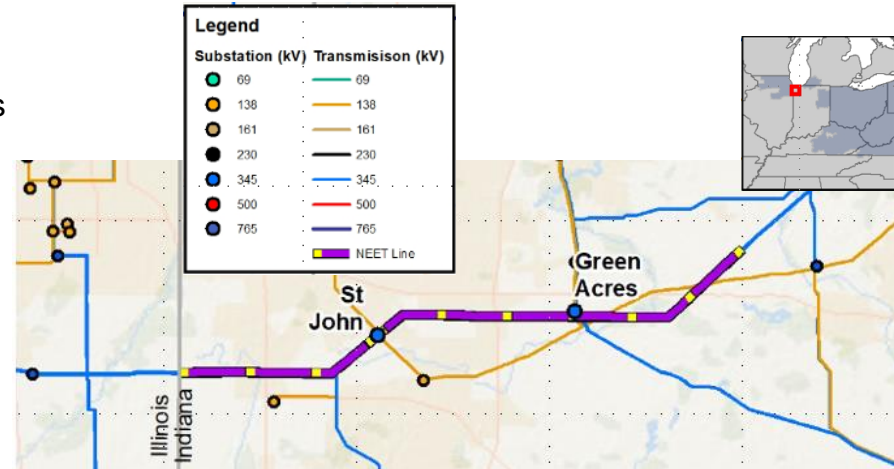 s
Legend
Substation (kV) Transmisison (kV)
69 69
138 138
161 161
230 230
345 345
500 500
765 765
NEET Line
Green
Acres
St
John
Illinois
Indiana